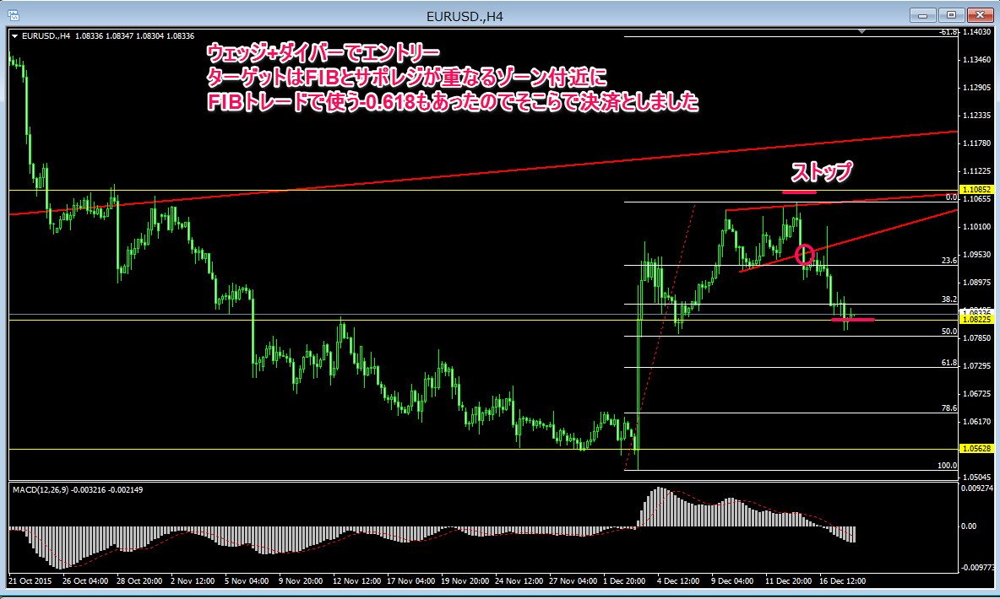 EURUSD.,H4
EURUSD.,H4 1.08336 1.08347 1.08304 1.08336
ウェッジ+ダイバーでエントリー
ターゲットはFIBとサポレジが重なるゾーン付近に
FIBトレードで使う-0.618もあったのでそこらで決済としました
ストップ
-61.8
0.0
23.6
38.2
50.0
61.8
78.6
100.0
1.14030
1.13460
1.12905
1.12335
1.11780
1.11225
1.10852
1.10655
1.10100
1.09530
1.08975
1.08336
1.08225
1.07850
1.07295
1.06725
1.06170
1.05628
1.05045
MACD(12,26,9) -0.003216 -0.002149
0.009274
0.00
-0.009773
21 Oct 2015
26 Oct 04:00
28 Oct 20:00
2 Nov 12:00
5 Nov 04:00
9 Nov 20:00
12 Nov 12:00
17 Nov 04:00
19 Nov 20:00
24 Nov 12:00
27 Nov 04:00
1 Dec 20:00
4 Dec 12:00
9 Dec 04:00
11 Dec 20:00
16 Dec 12:00